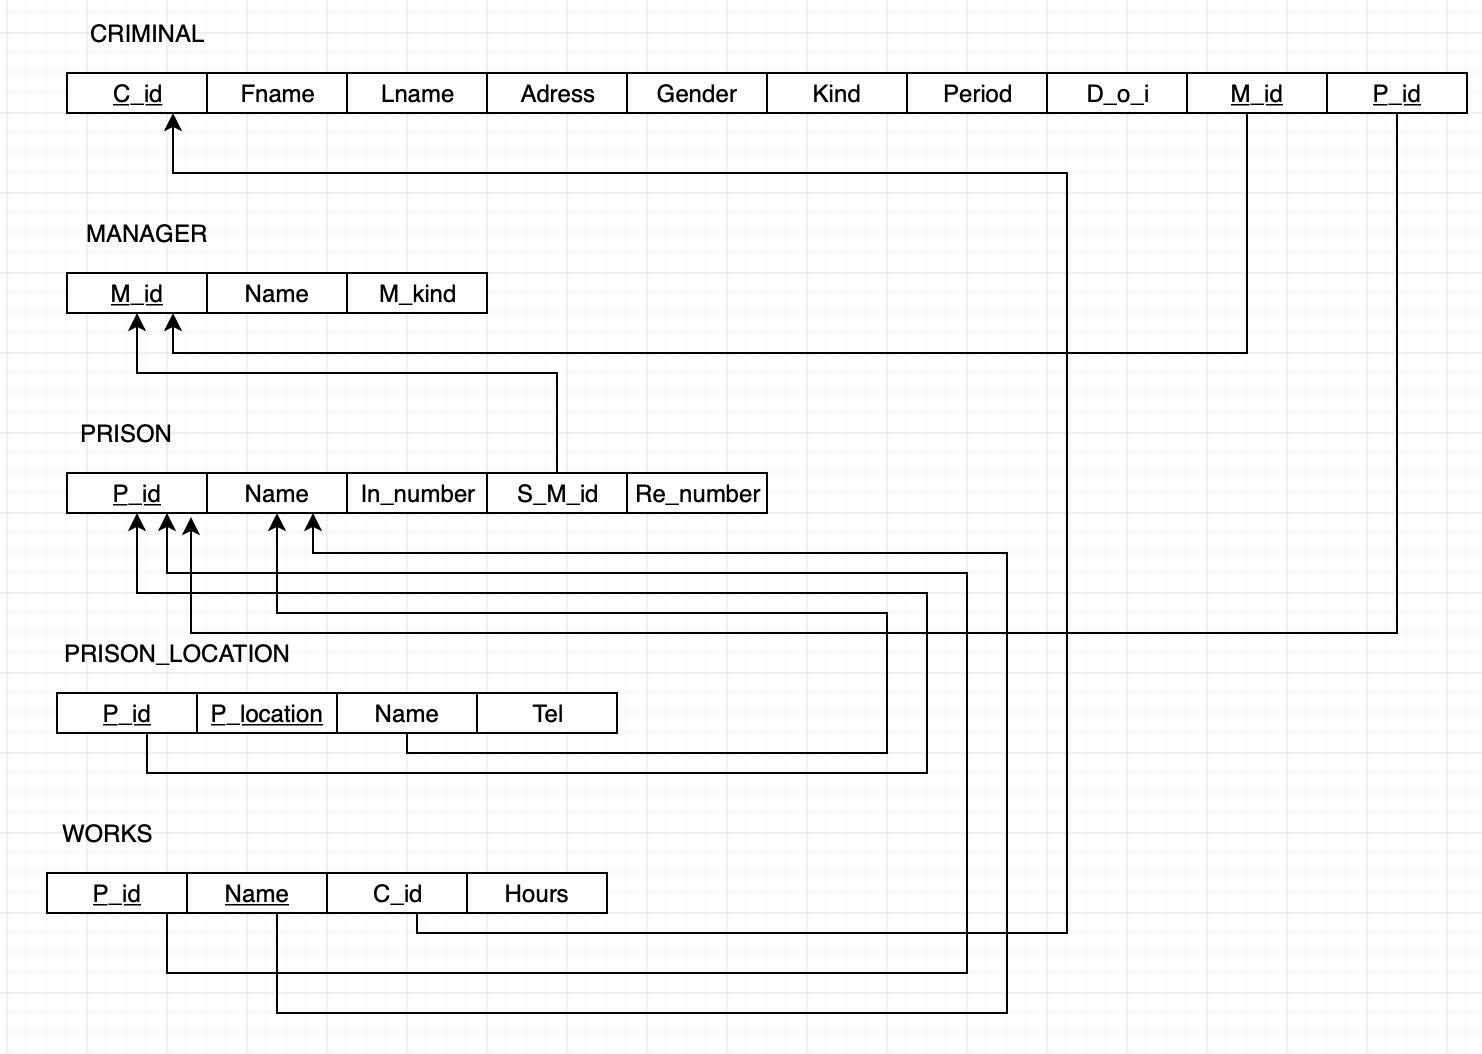 CRIMINAL
C_id Fname Lname Adress Gender Kind Period D_o_i M_id P_id
MANAGER
M_id Name M_kind
PRISON
P_id Name In_number S_M_id Re_number
PRISON_LOCATION
P_id P_location Name Tel
WORKS
P_id Name C_id Hours